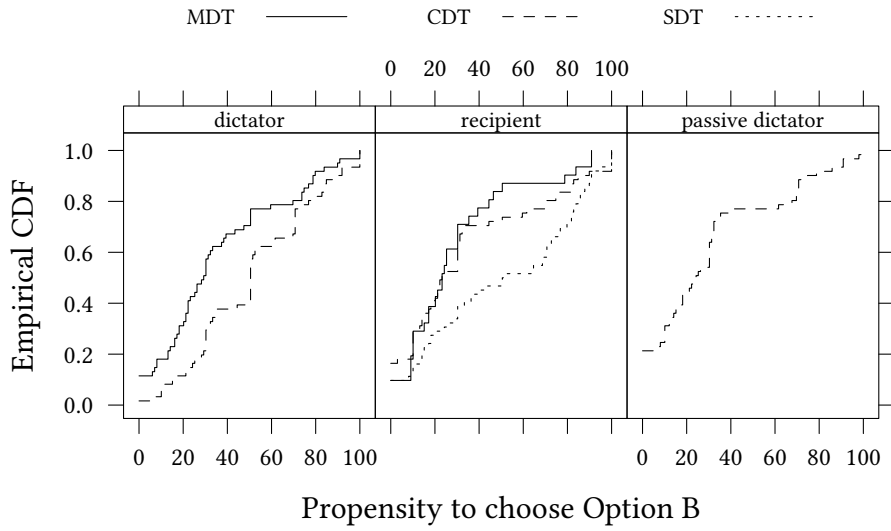 MDT CDT SDT
0 20 40 60 80 100
dictator recipient passive dictator
1.0
0.8
0.6
0.4
0.2
0.0
Empirical CDF
0 20 40 60 80 100 0 20 40 60 80 100
Propensity to choose Option B